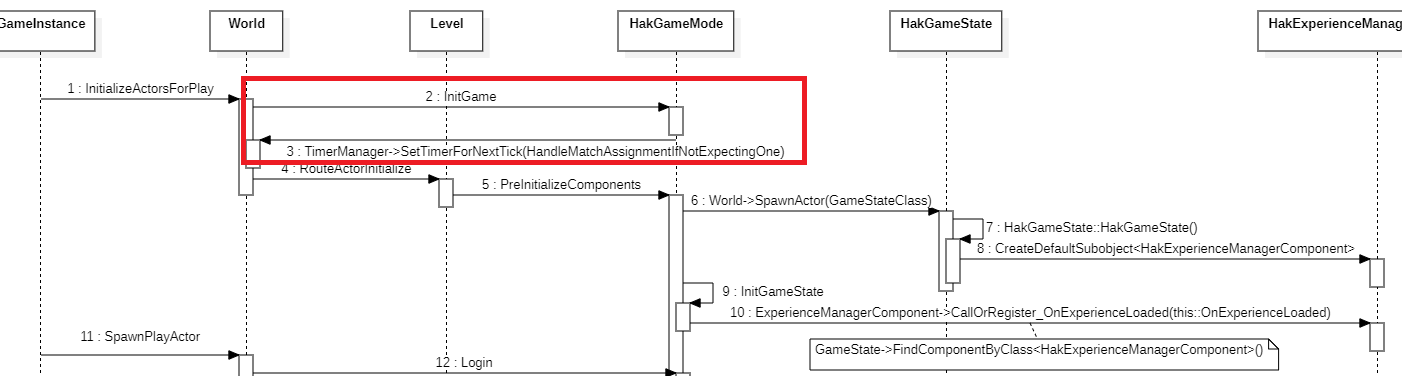 GameInstance
World
Level
HakGameMode
HakGameState
HakExperienceManag
1 : InitializeActorsForPlay
2 : InitGame
3 : TimerManager->SetTimerForNextTick(HandleMatchAssignmentIfNotExpectingOne)
4 : RouteActorInitialize
5 : PreInitializeComponents
6 : World->SpawnActor(GameStateClass)
7 : HakGameState::HakGameState()
8 : CreateDefaultSubobject<HakExperienceManagerComponent>
9 : InitGameState
10 : ExperienceManagerComponent->CallOrRegister_OnExperienceLoaded(this::OnExperienceLoaded)
11 : SpawnPlayActor
GameState->FindComponentByClass<HakExperienceManagerComponent>()
12 : Login